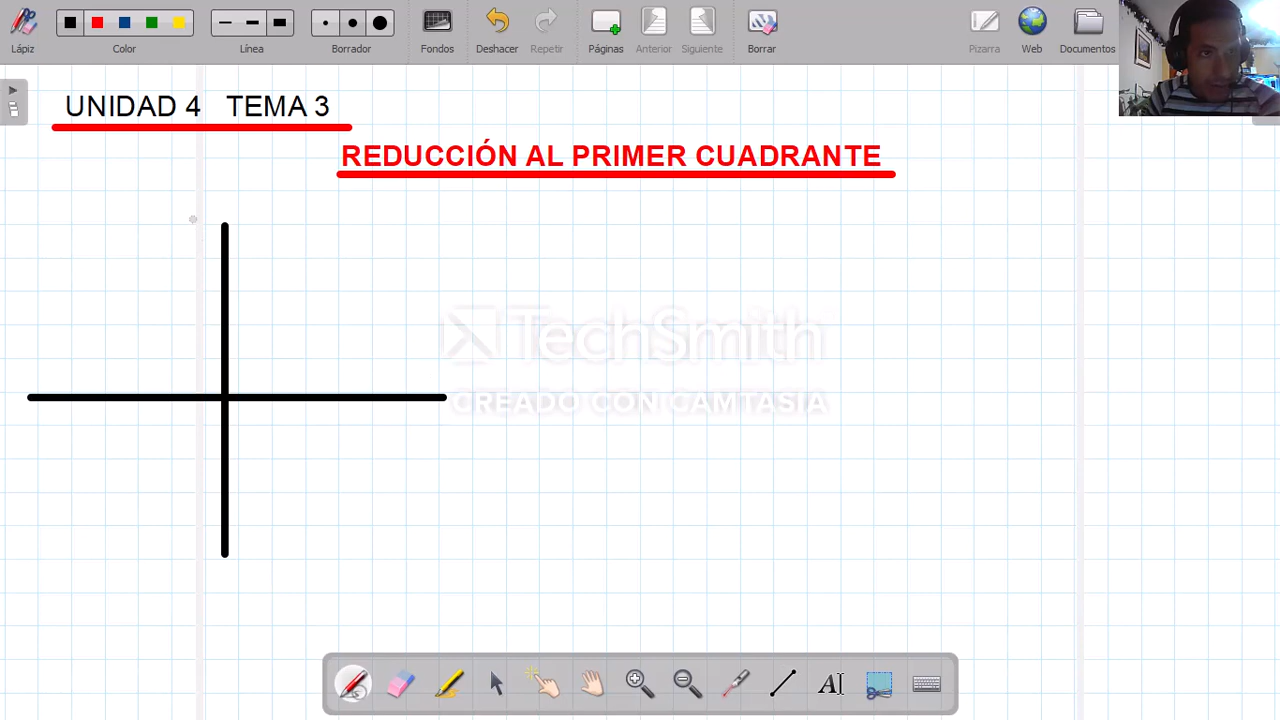 Lápiz
Color
Línea
Borrador
Fondos
Deshacer
Repetir
Páginas
Anterior
Siguiente
Borrar
Pizarra
Web
Documentos
UNIDAD 4 TEMA 3
REDUCCIÓN AL PRIMER CUADRANTE
TechSmith
CREADO CON CAMTASIA